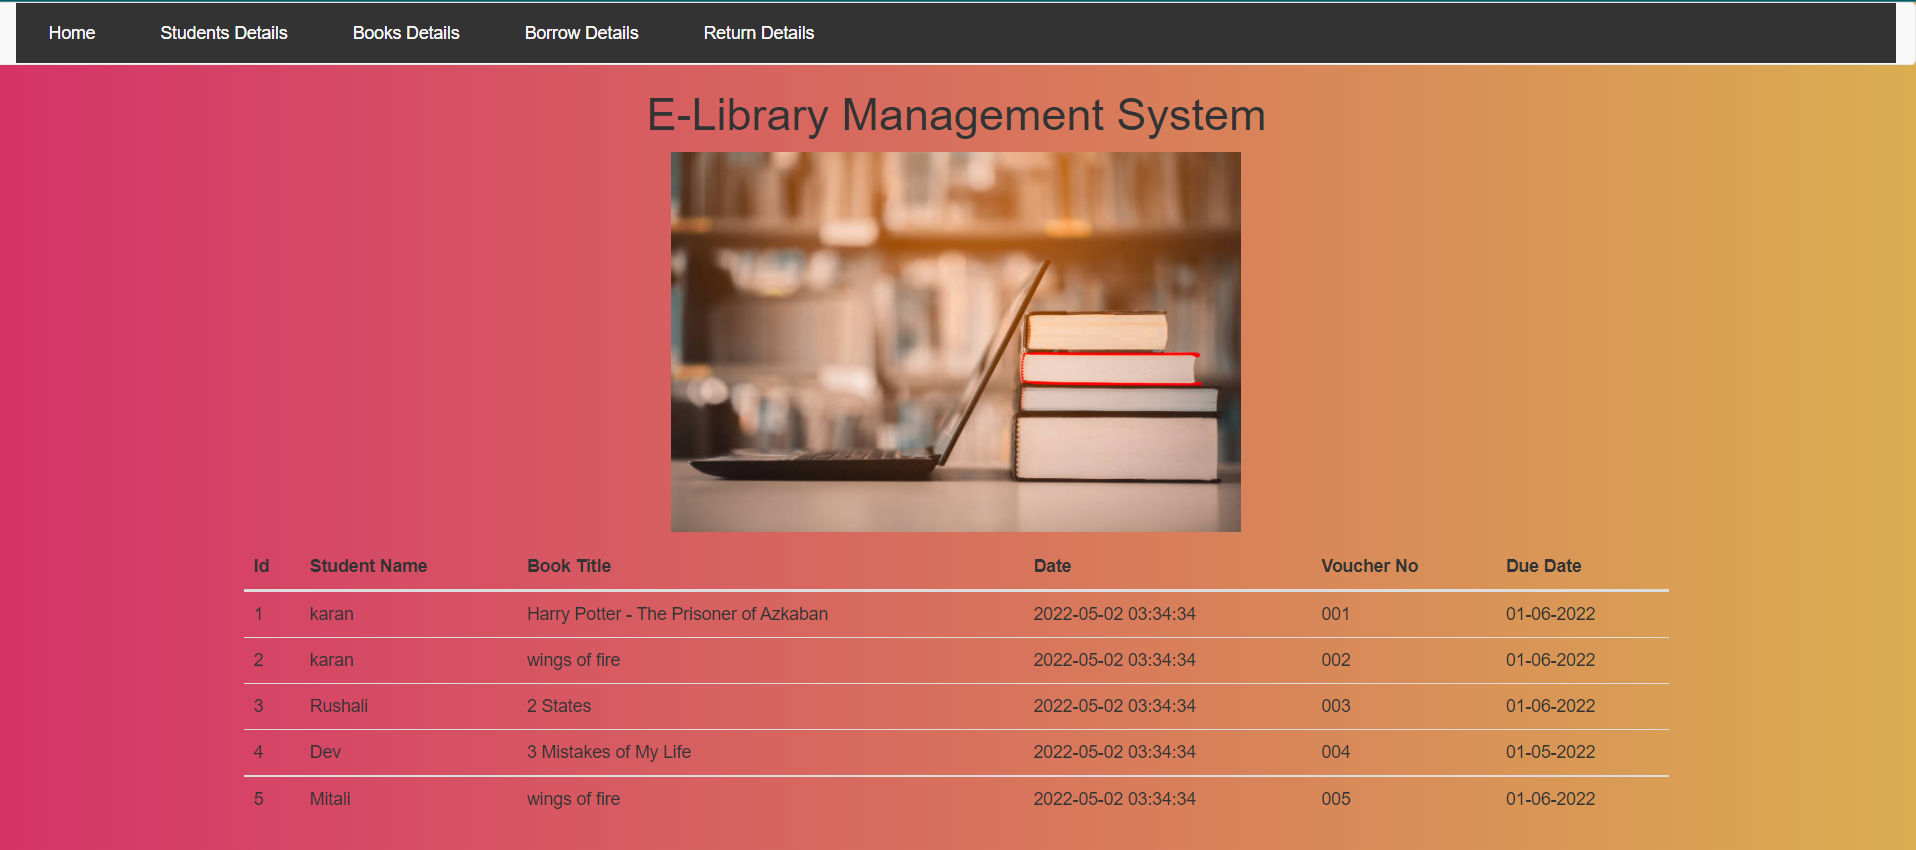 Home Students Details Books Details Borrow Details Return Details
E-Library Management System
Id Student Name Book Title Date Voucher No Due Date
1 karan Harry Potter - The Prisoner of Azkaban 2022-05-02 03:34:34 001 01-06-2022
2 karan wings of fire 2022-05-02 03:34:34 002 01-06-2022
3 Rushali 2 States 2022-05-02 03:34:34 003 01-06-2022
4 Dev 3 Mistakes of My Life 2022-05-02 03:34:34 004 01-05-2022
5 Mitali wings of fire 2022-05-02 03:34:34 005 01-06-2022